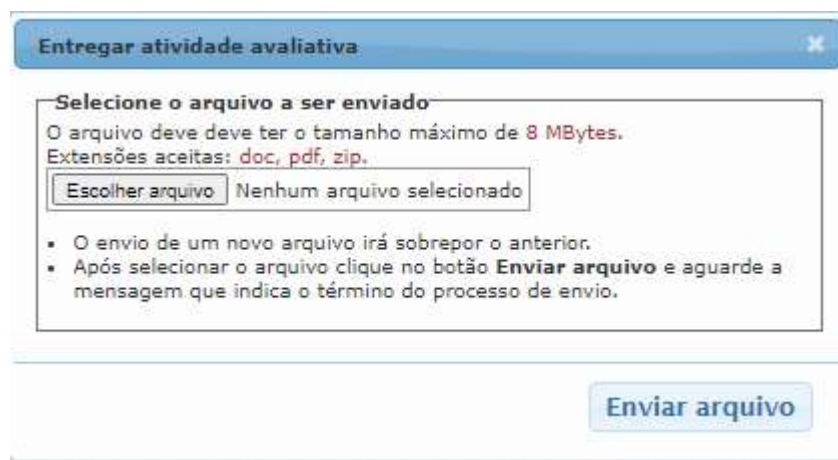 Entregar atividade avaliativa
Selecione o arquivo a ser enviado
O arquivo deve deve ter o tamanho máximo de 8 MBytes.
Extensões aceitas: doc, pdf, zip.
Escolher arquivo Nenhum arquivo selecionado
• O envio de um novo arquivo irá sobrepor o anterior.
• Após selecionar o arquivo clique no botão Enviar arquivo e aguarde a
mensagem que indica o término do processo de envio.
Enviar arquivo